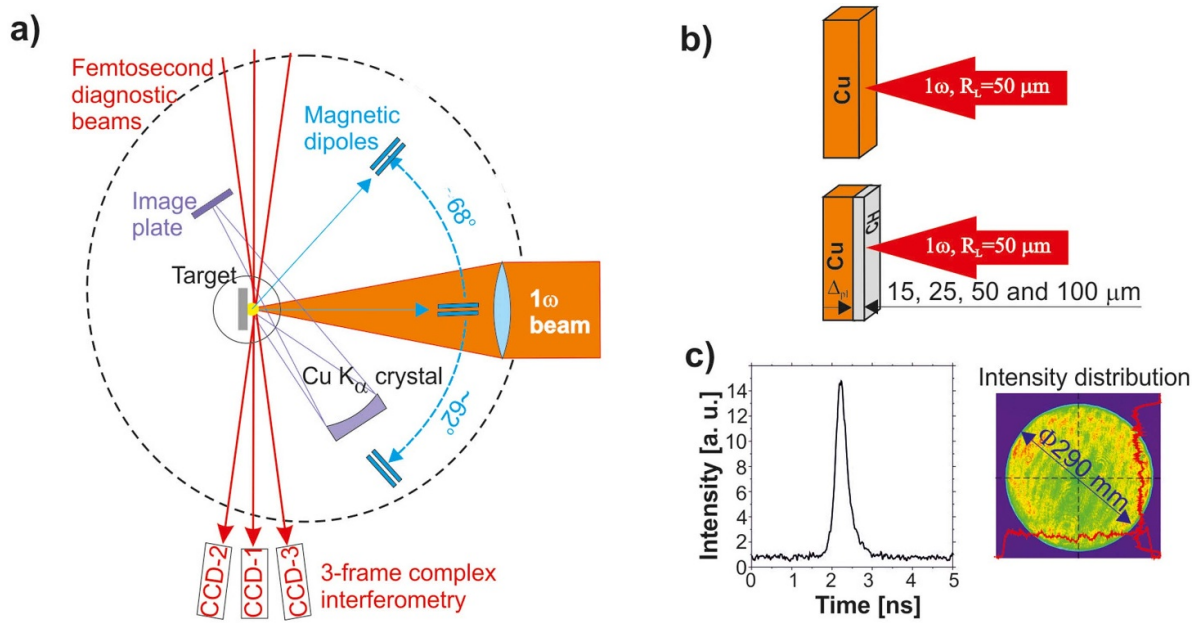 a)
Femtosecond
diagnostic
beams
Magnetic
dipoles
Image
plate
~68°
Target
1ω
beam
Cu Kα crystal
~62°
CCD-2
CCD-1
CCD-3
3-frame complex
interferometry
b)
Cu
1ω, RL=50 μm
Cu
CH
1ω, RL=50 μm
Δpl
15, 25, 50 and 100 μm
c)
Intensity [a. u.]
14
12
10
8
6
4
2
0
0 1 2 3 4 5
Time [ns]
Intensity distribution
Φ290 mm